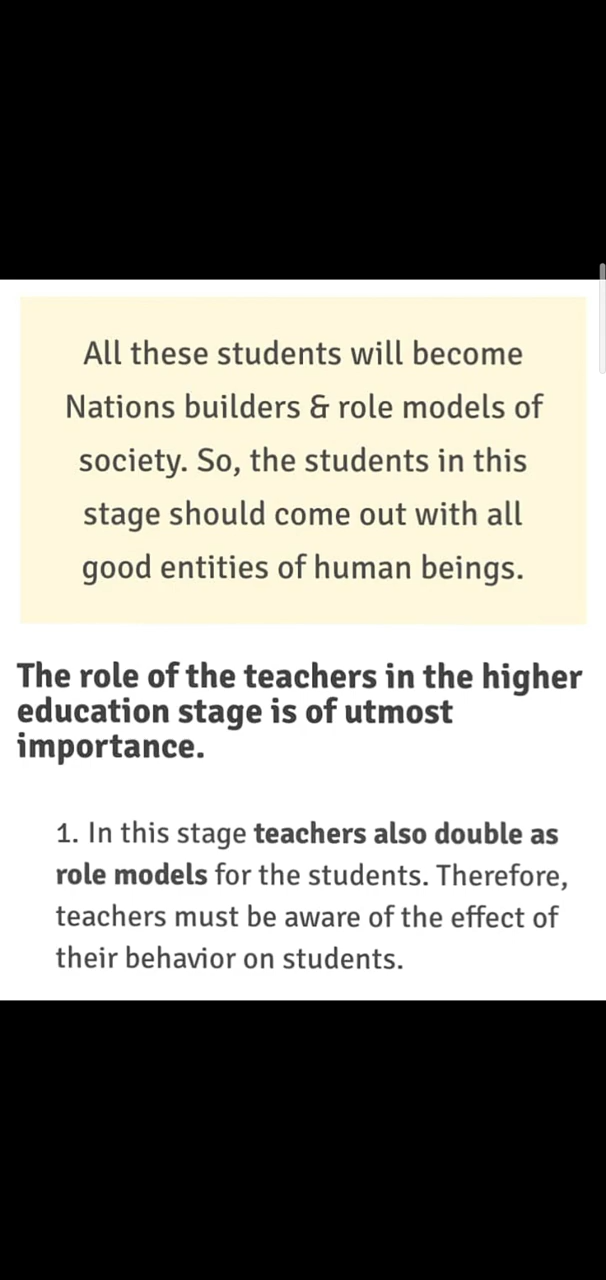 All these students will become
Nations builders & role models of
society. So, the students in this
stage should come out with all
good entities of human beings.
The role of the teachers in the higher
education stage is of utmost
importance.
1. In this stage teachers also double as
role models for the students. Therefore,
teachers must be aware of the effect of
their behavior on students.